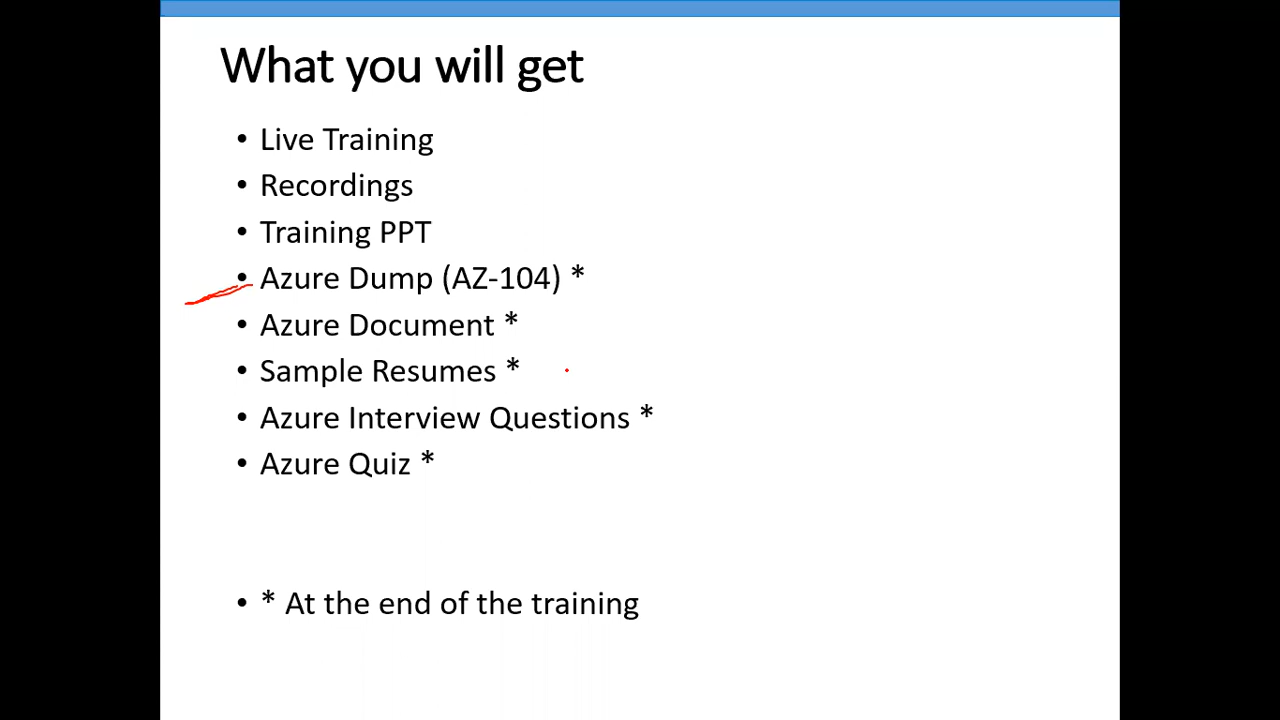 What you will get
• Live Training
• Recordings
• Training PPT
• Azure Dump (AZ-104) *
• Azure Document *
• Sample Resumes *
• Azure Interview Questions *
• Azure Quiz *
• * At the end of the training